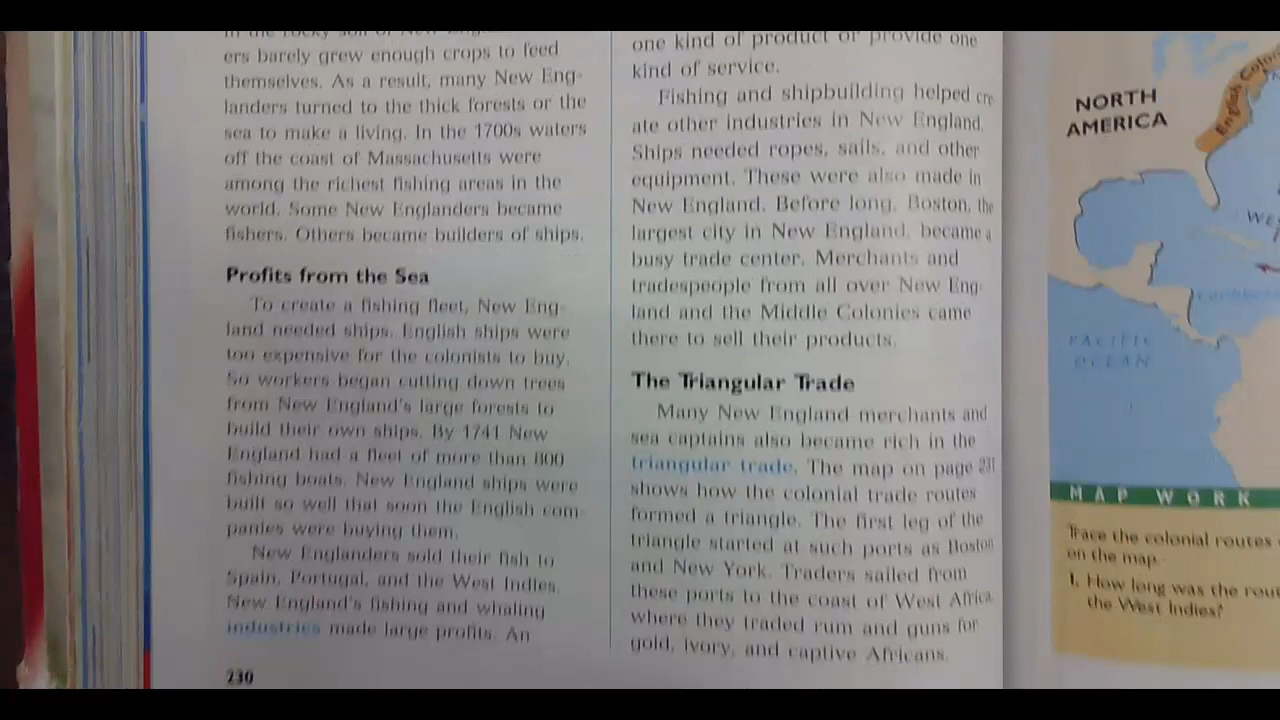 in the rocky soil of New
ers barely grew enough crops to feed
themselves. As a result, many New Eng-
landers turned to the thick forests or the
sea to make a living. In the 1700s waters
off the coast of Massachusetts were
among the richest fishing areas in the
world. Some New Englanders became
fishers. Others became builders of ships.
Profits from the Sea
To create a fishing fleet, New Eng-
land needed ships. English ships were
too expensive for the colonists to buy.
So workers began cutting down trees
from New England's large forests to
build their own ships. By 1741 New
England had a fleet of more than 800
fishing boats. New England ships were
built so well that soon the English com-
panies were buying them.
New Englanders sold their fish to
Spain, Portugal, and the West Indies.
New England's fishing and whaling
industries made large profits. An
230
one kind of product or provide one
kind of service.
Fishing and shipbuilding helped cre
ate other industries in New England.
Ships needed ropes, sails, and other
equipment. These were also made in
New England. Before long, Boston, the
largest city in New England, became a
busy trade center. Merchants and
tradespeople from all over New Eng-
land and the Middle Colonies came
there to sell their products.
The Triangular Trade
Many New England merchants and
sea captains also became rich in the
triangular trade. The map on page 231
shows how the colonial trade routes
formed a triangle. The first leg of the
triangle started at such ports as Boston
and New York. Traders sailed from
these ports to the coast of West Africa
where they traded rum and guns for
gold, ivory, and captive Africans.
NORTH
AMERICA
English Colon
WE
Caribbean
PACIFIC
OCEAN
MAP WORK
Trace the colonial routes
on the map.
1. How long was the rou
the West Indies?